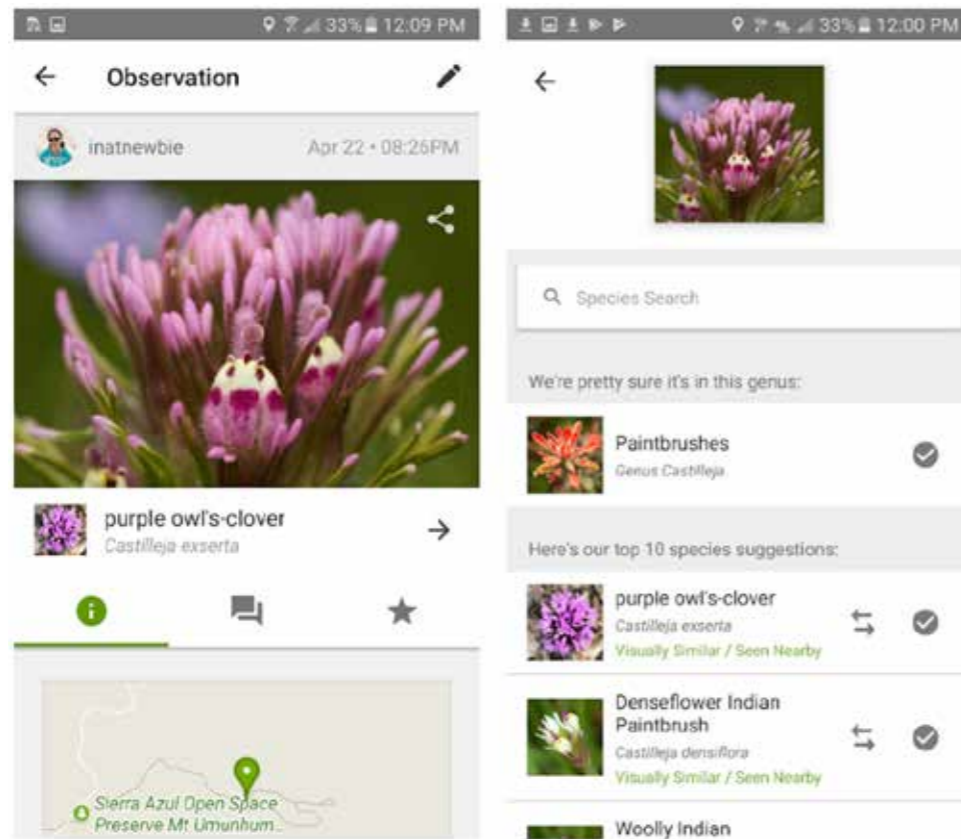 33% 12:09 PM
Observation
inatnewbie Apr 22 • 08:26PM
purple owl's-clover
Castilleja exserta
Sierra Azul Open Space
Preserve Mt Umunhum...
33% 12:00 PM
Species Search
We're pretty sure it's in this genus:
Paintbrushes
Genus Castilleja
Here's our top 10 species suggestions:
purple owl's-clover
Castilleja exserta
Visually Similar / Seen Nearby
Denseflower Indian
Paintbrush
Castilleja densiflora
Visually Similar / Seen Nearby
Woolly Indian